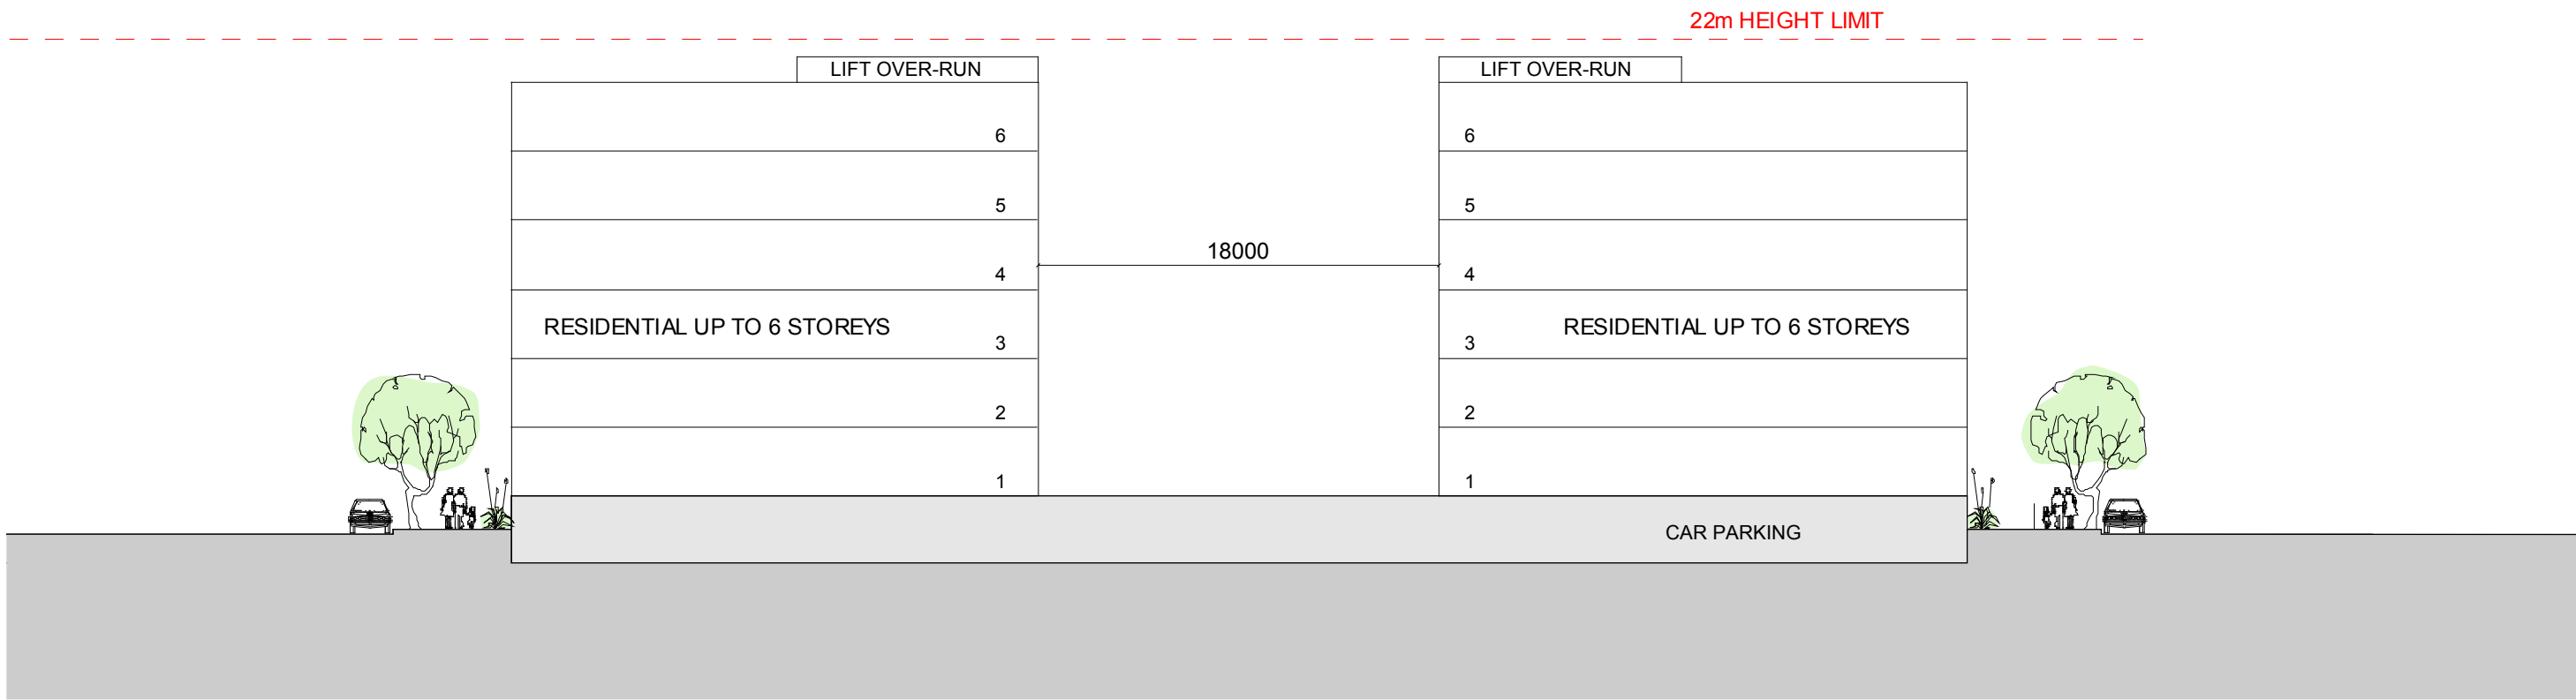 22m HEIGHT LIMIT
LIFT OVER-RUN
LIFT OVER-RUN
6
6
5
5
18000
4
4
RESIDENTIAL UP TO 6 STOREYS
RESIDENTIAL UP TO 6 STOREYS
3
3
2
2
1
1
CAR PARKING